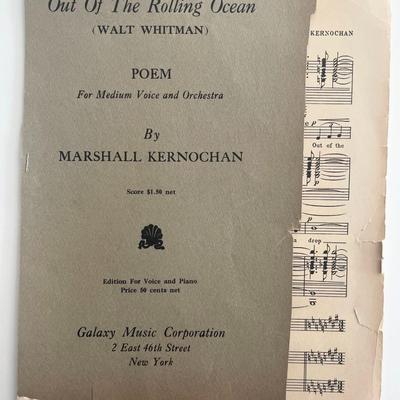 Out Of The Rolling Ocean
(WALT WHITMAN)
POEM
For Medium Voice and Orchestra
By
MARSHALL KERNOCHAN
Score $1.50 net
Edition For Voice and Piano
Price 50 cents net
Galaxy Music Corporation
2 East 46th Street
New York
KERNOCHAN
Out of the
a drop